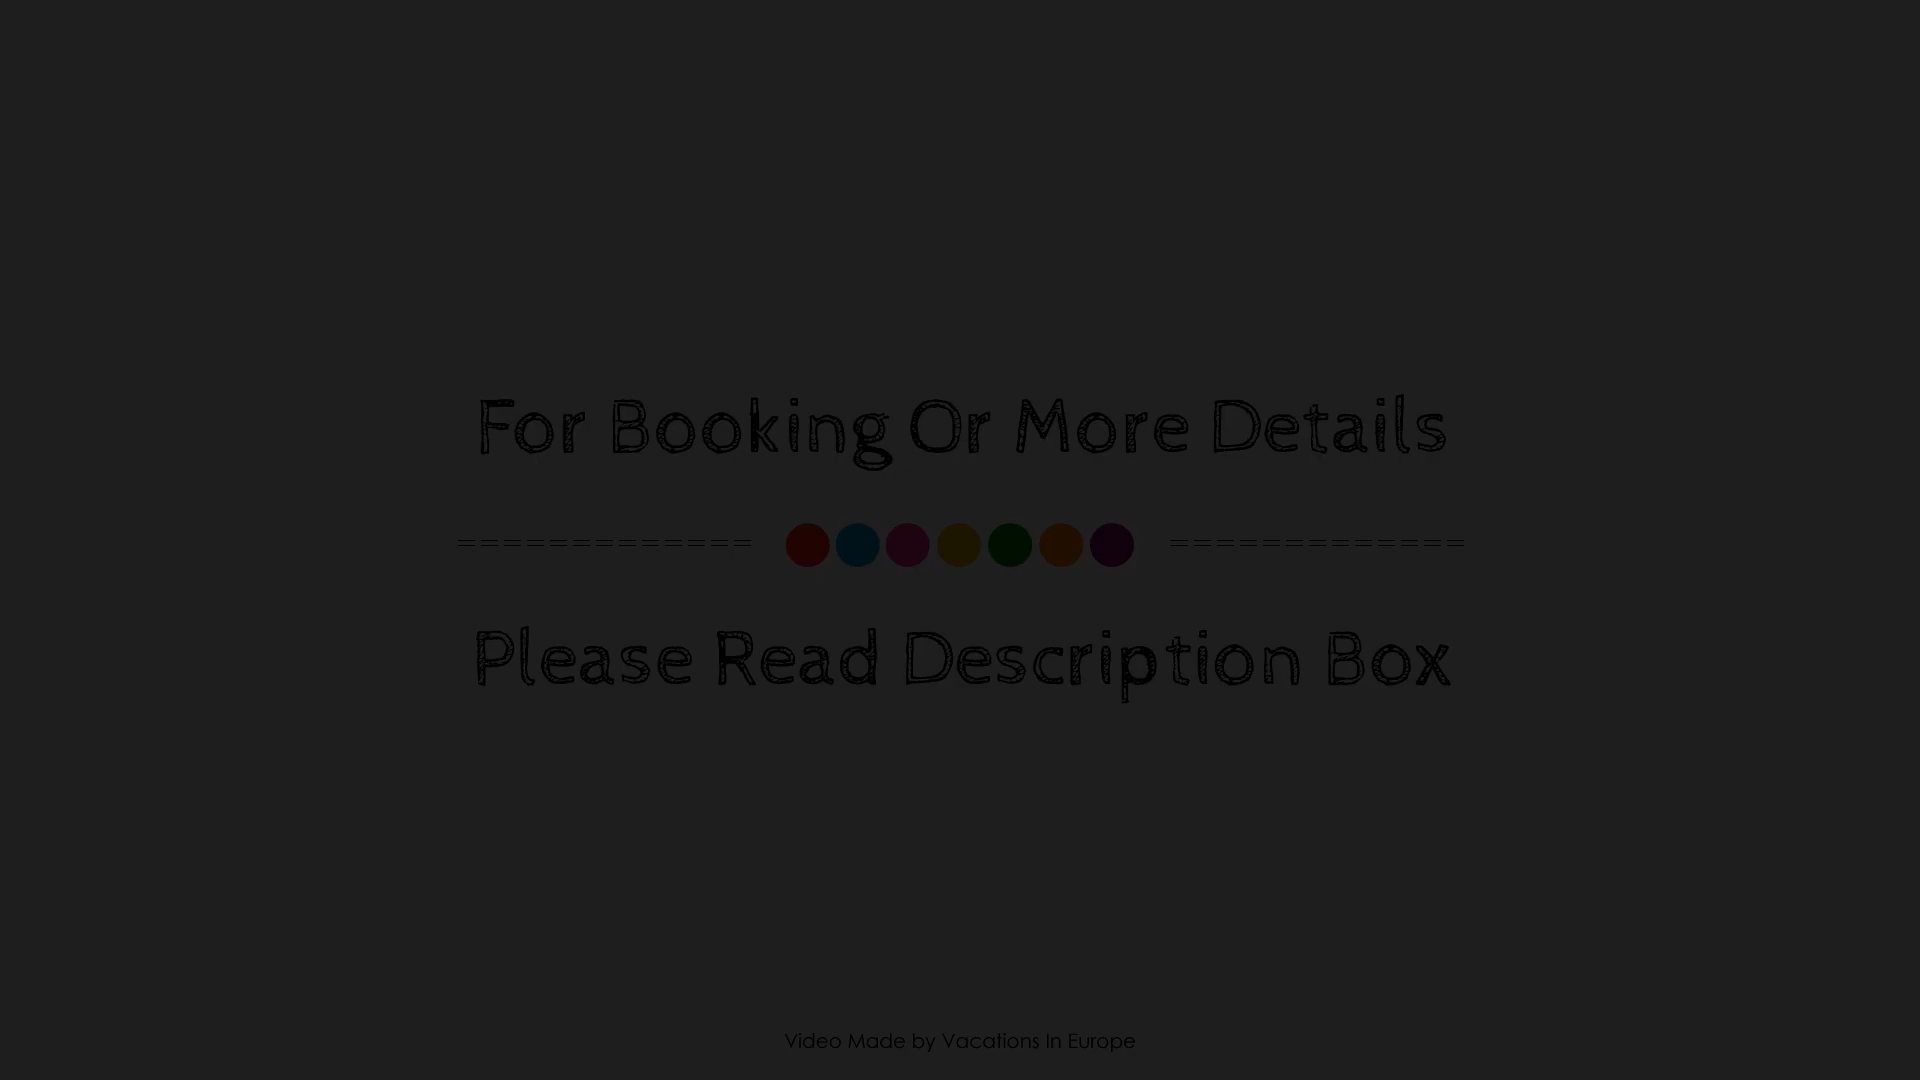 For Booking Or More Details
============= =============
Please Read Description Box
Video Made by Vacations In Europe